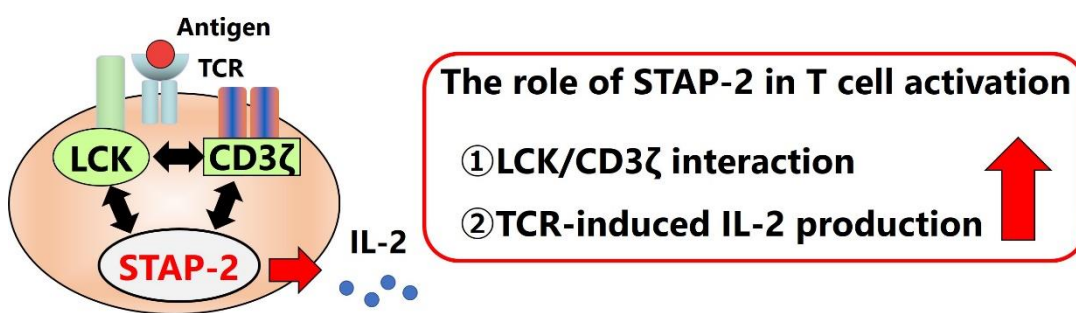 Antigen
TCR
LCK
CD3ζ
STAP-2
IL-2
The role of STAP-2 in T cell activation
①LCK/CD3ζ interaction
②TCR-induced IL-2 production